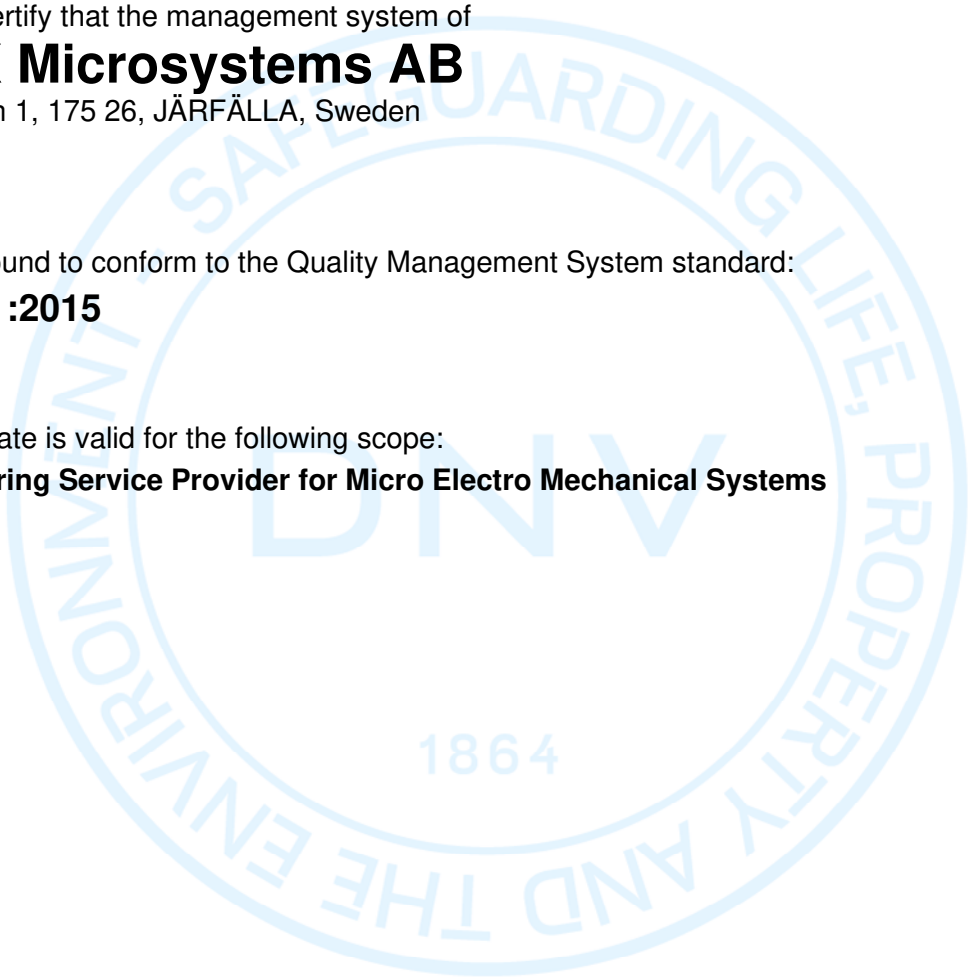 ertify that the management system of
Microsystems AB
1, 175 26, JÄRFÄLLA, Sweden
ound to conform to the Quality Management System standard:
:2015
ate is valid for the following scope:
ring Service Provider for Micro Electro Mechanical Systems
SAFEGUARDING LIFE, PROPERTY AND THE ENVIRONMENT -
DNV
1864